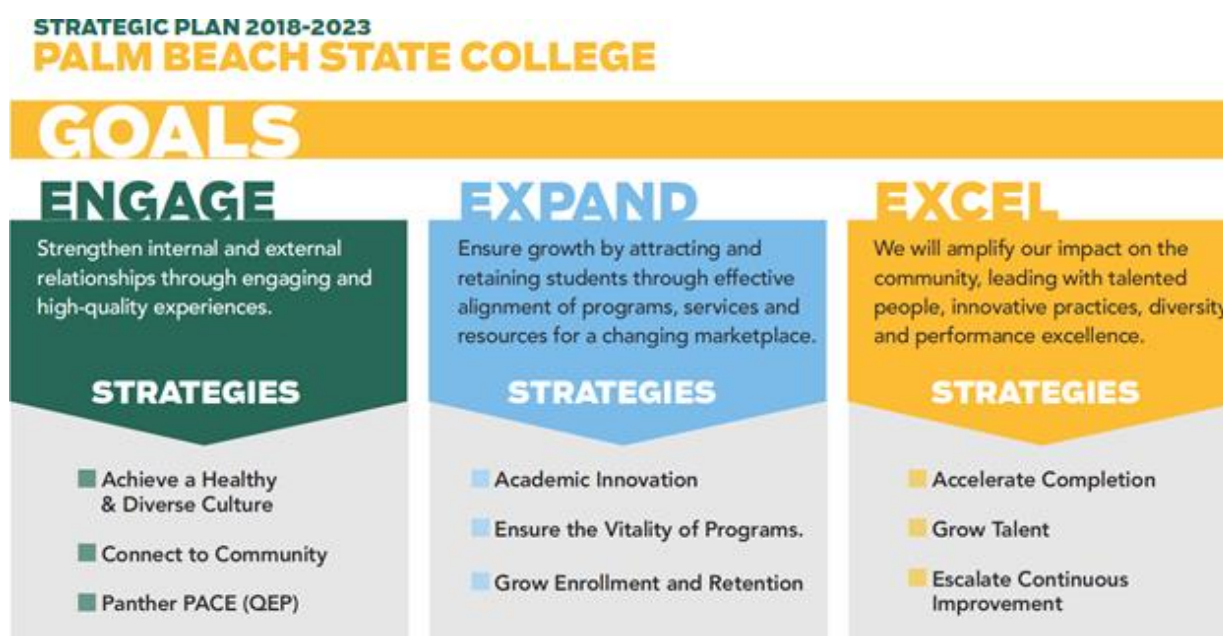 STRATEGIC PLAN 2018-2023
PALM BEACH STATE COLLEGE
GOALS
ENGAGE
Strengthen internal and external
relationships through engaging and
high-quality experiences.
STRATEGIES
Achieve a Healthy
& Diverse Culture
Connect to Community
Panther PACE (QEP)
EXPAND
Ensure growth by attracting and
retaining students through effective
alignment of programs, services and
resources for a changing marketplace.
STRATEGIES
Academic Innovation
Ensure the Vitality of Programs.
Grow Enrollment and Retention
EXCEL
We will amplify our impact on the
community, leading with talented
people, innovative practices, diversity
and performance excellence.
STRATEGIES
Accelerate Completion
Grow Talent
Escalate Continuous
Improvement